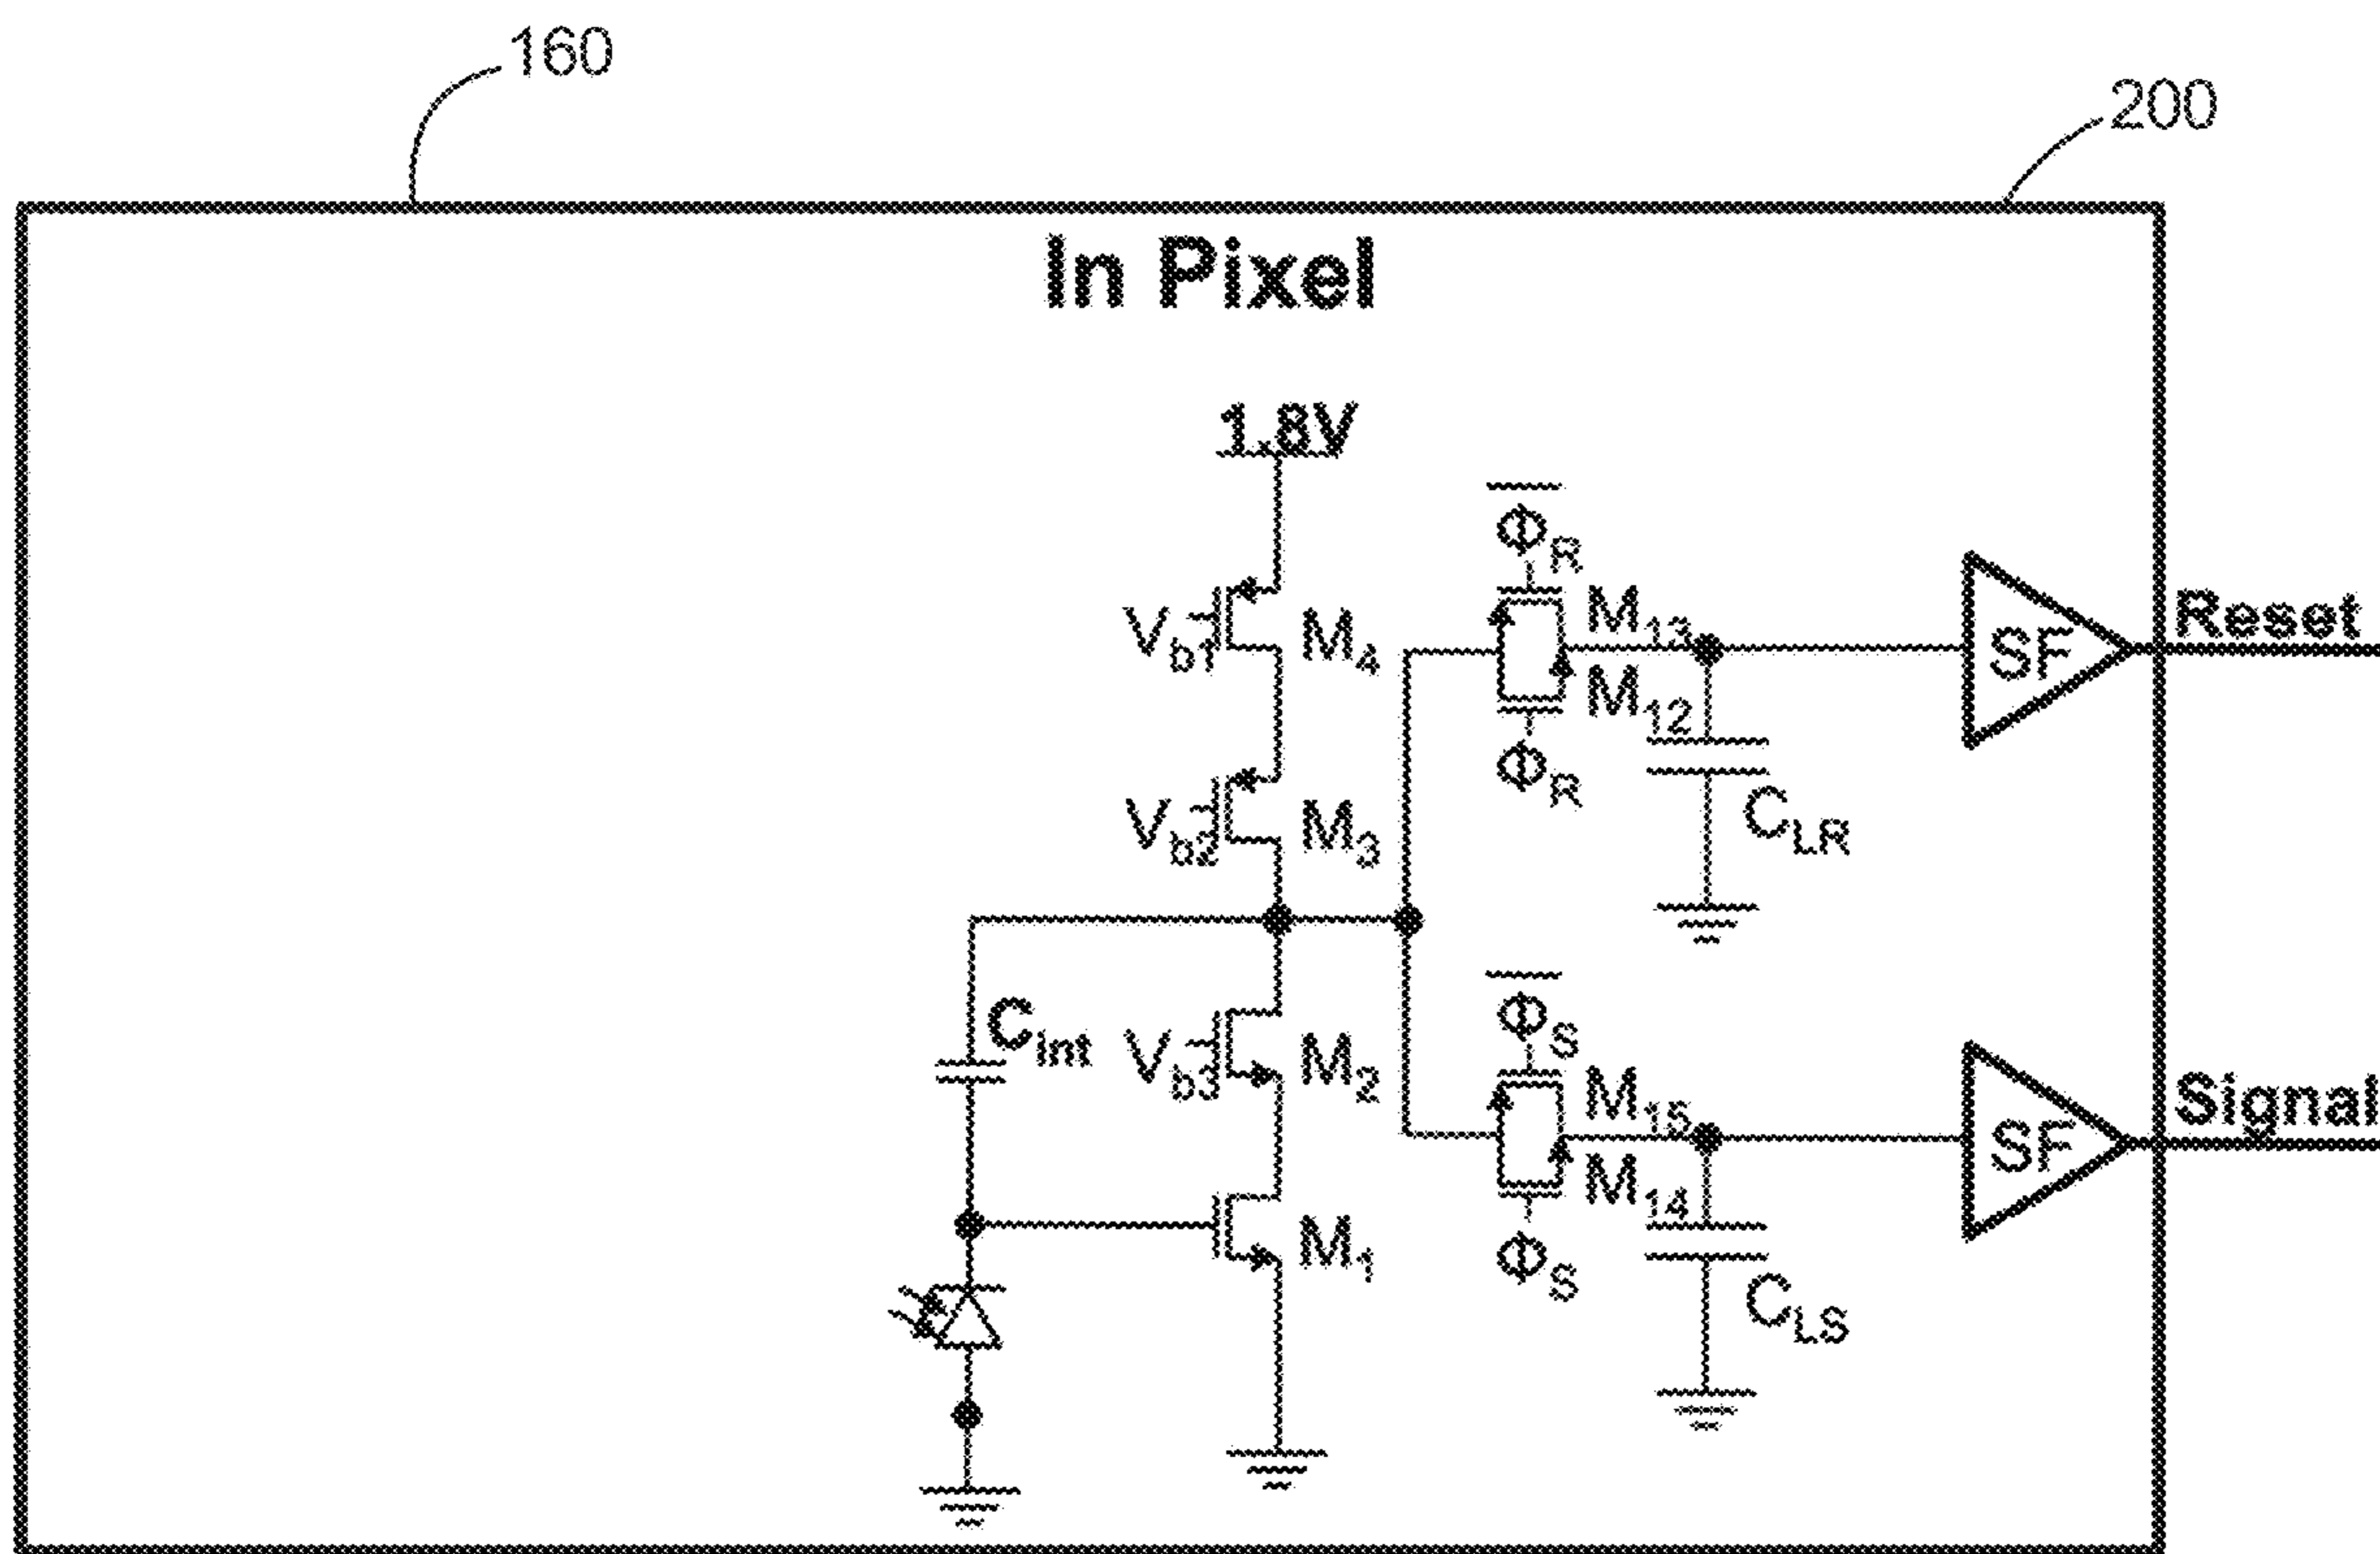 160
200
In Pixel
1.8V
Φ̅R
Vb1
M4
M13
M12
SF
Reset
ΦR
Vb2
M3
CLR
Φ̅S
Cint
Vb3
M2
M15
M14
SF
Signal
ΦS
M1
CLS